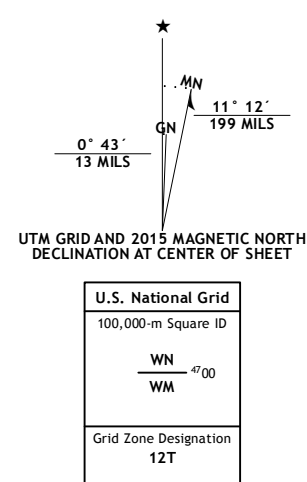 ★
MN
GN
11° 12´
199 MILS
0° 43´
13 MILS
UTM GRID AND 2015 MAGNETIC NORTH
DECLINATION AT CENTER OF SHEET
U.S. National Grid
100,000-m Square ID
WN
4700
WM
Grid Zone Designation
12T